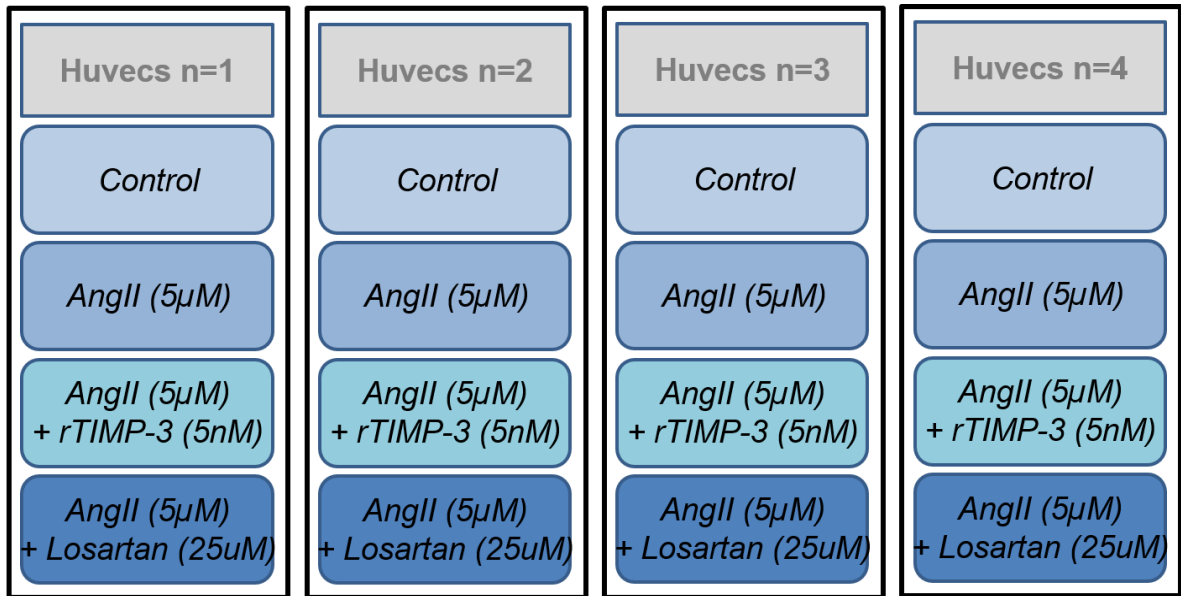 Huvecs n=1
Control
AngII (5µM)
AngII (5µM)
+ rTIMP-3 (5nM)
AngII (5µM)
+ Losartan (25uM)
Huvecs n=2
Control
AngII (5µM)
AngII (5µM)
+ rTIMP-3 (5nM)
AngII (5µM)
+ Losartan (25uM)
Huvecs n=3
Control
AngII (5µM)
AngII (5µM)
+ rTIMP-3 (5nM)
AngII (5µM)
+ Losartan (25uM)
Huvecs n=4
Control
AngII (5µM)
AngII (5µM)
+ rTIMP-3 (5nM)
AngII (5µM)
+ Losartan (25uM)